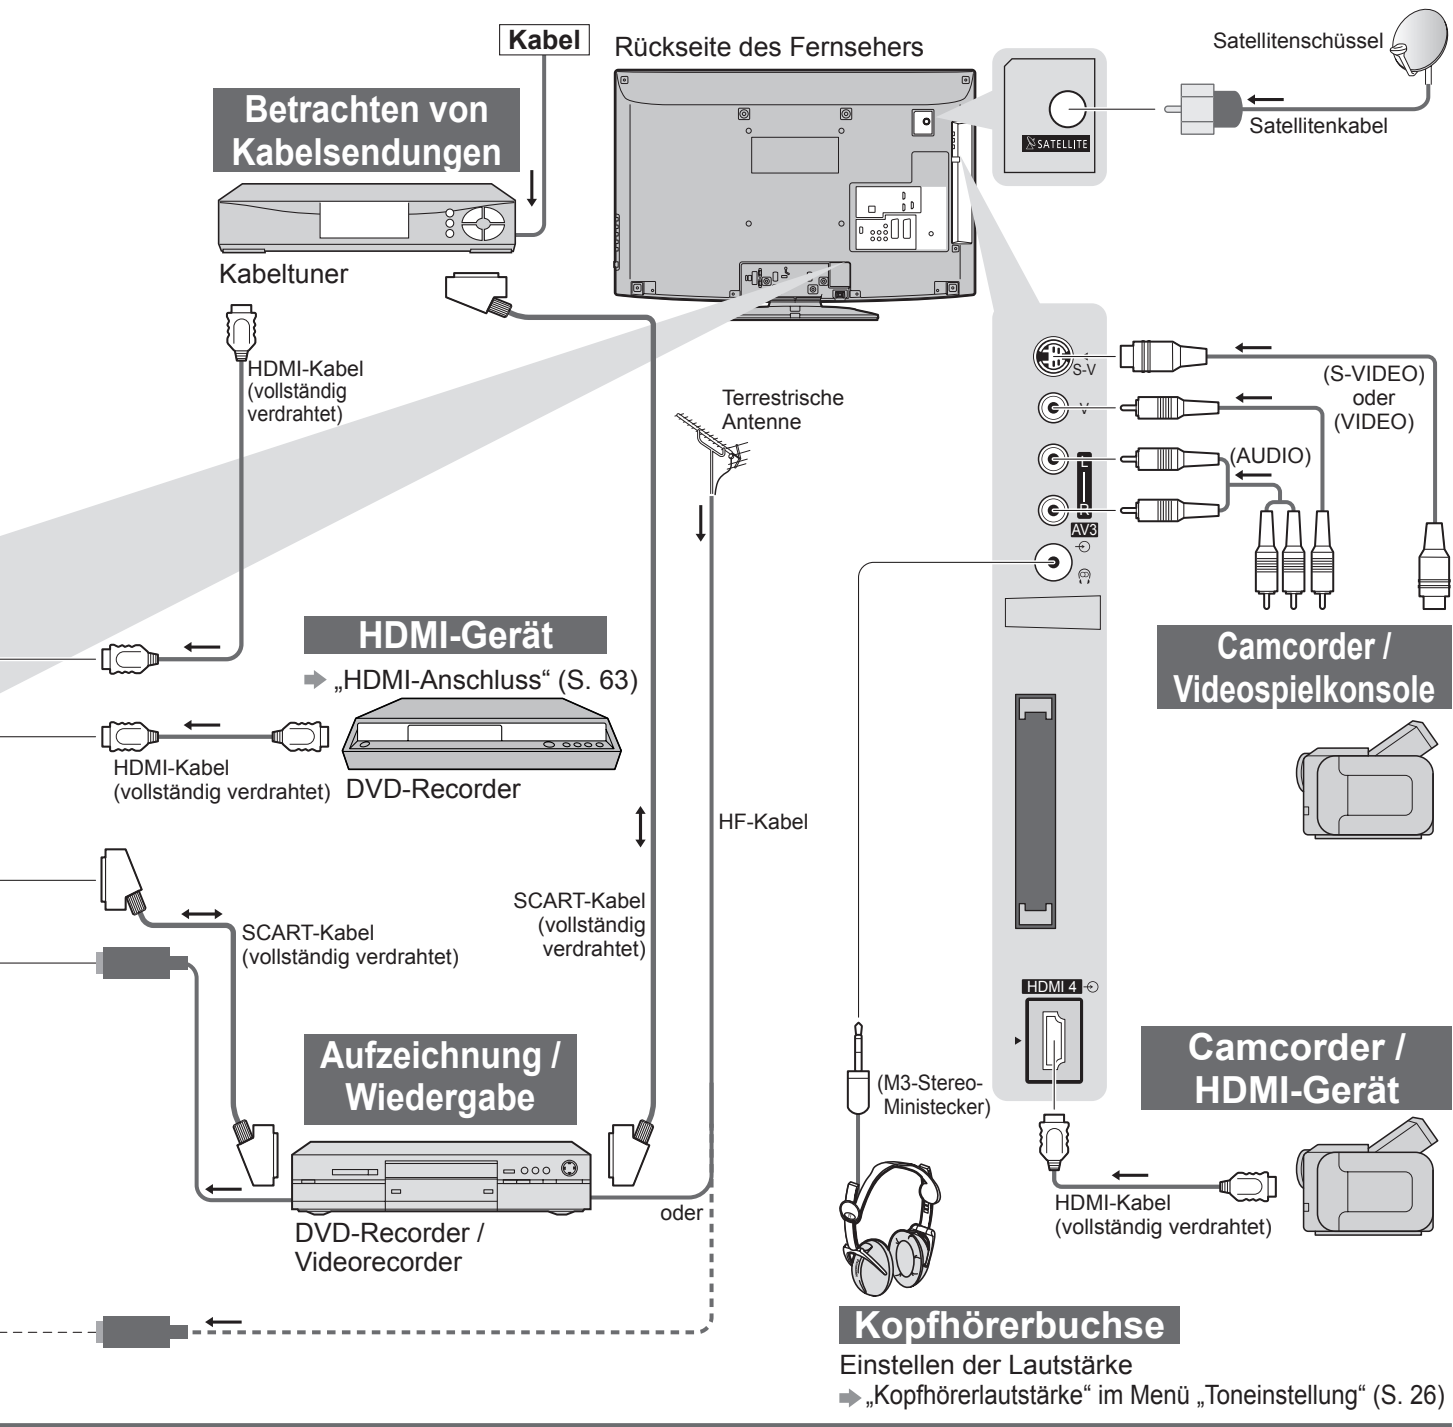 Kabel
Rückseite des Fernsehers
Satellitenschüssel
Satellitenkabel
SATELLITE
Betrachten von
Kabelsendungen
Kabeltuner
HDMI-Kabel
(vollständig
verdrahtet)
Terrestrische
Antenne
S-V
V
L
R
AV3
(S-VIDEO)
oder
(VIDEO)
(AUDIO)
Camcorder /
Videospielkonsole
HDMI-Gerät
„HDMI-Anschluss“ (S. 63)
HDMI-Kabel
(vollständig verdrahtet)
DVD-Recorder
HF-Kabel
SCART-Kabel
(vollständig
verdrahtet)
SCART-Kabel
(vollständig verdrahtet)
HDMI 4
Aufzeichnung /
Wiedergabe
DVD-Recorder /
Videorecorder
oder
(M3-Stereo-
Ministecker)
Camcorder /
HDMI-Gerät
HDMI-Kabel
(vollständig verdrahtet)
Kopfhörerbuchse
Einstellen der Lautstärke
„Kopfhörerlautstärke“ im Menü „Toneinstellung“ (S. 26)